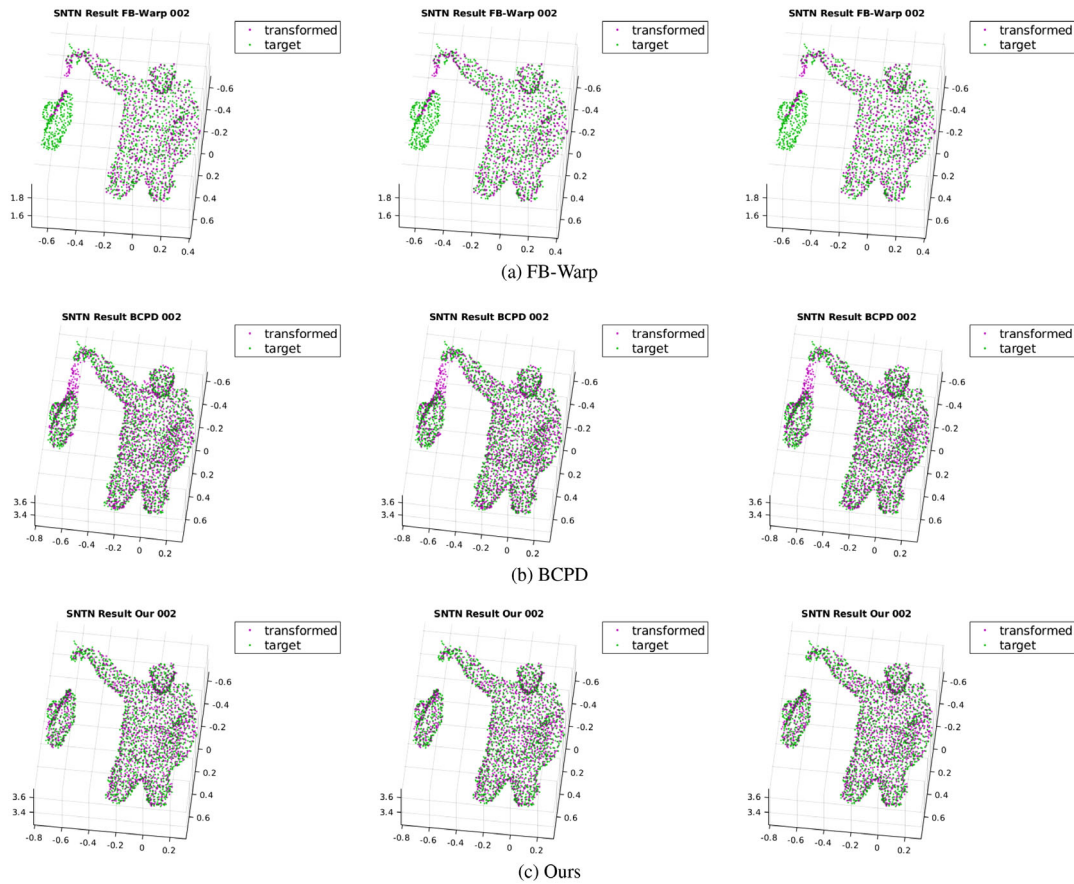 SNTN Result FB-Warp 002
transformed
target
-0.6
-0.4
-0.2
0
0.2
0.4
0.6
1.8
1.6
-0.6 -0.4 -0.2 0 0.2 0.4
SNTN Result FB-Warp 002
transformed
target
-0.6
-0.4
-0.2
0
0.2
0.4
0.6
1.8
1.6
-0.6 -0.4 -0.2 0 0.2 0.4
SNTN Result FB-Warp 002
transformed
target
-0.6
-0.4
-0.2
0
0.2
0.4
0.6
1.8
1.6
-0.6 -0.4 -0.2 0 0.2 0.4
(a) FB-Warp
SNTN Result BCPD 002
transformed
target
-0.6
-0.4
-0.2
0
0.2
0.4
0.6
3.6
3.4
-0.8 -0.6 -0.4 -0.2 0 0.2
SNTN Result BCPD 002
transformed
target
-0.6
-0.4
-0.2
0
0.2
0.4
0.6
3.6
3.4
-0.8 -0.6 -0.4 -0.2 0 0.2
SNTN Result BCPD 002
transformed
target
-0.6
-0.4
-0.2
0
0.2
0.4
0.6
3.6
3.4
-0.8 -0.6 -0.4 -0.2 0 0.2
(b) BCPD
SNTN Result Our 002
transformed
target
-0.6
-0.4
-0.2
0
0.2
0.4
0.6
3.6
3.4
-0.8 -0.6 -0.4 -0.2 0 0.2
SNTN Result Our 002
transformed
target
-0.6
-0.4
-0.2
0
0.2
0.4
0.6
3.6
3.4
-0.8 -0.6 -0.4 -0.2 0 0.2
SNTN Result Our 002
transformed
target
-0.6
-0.4
-0.2
0
0.2
0.4
0.6
3.6
3.4
-0.8 -0.6 -0.4 -0.2 0 0.2
(c) Ours